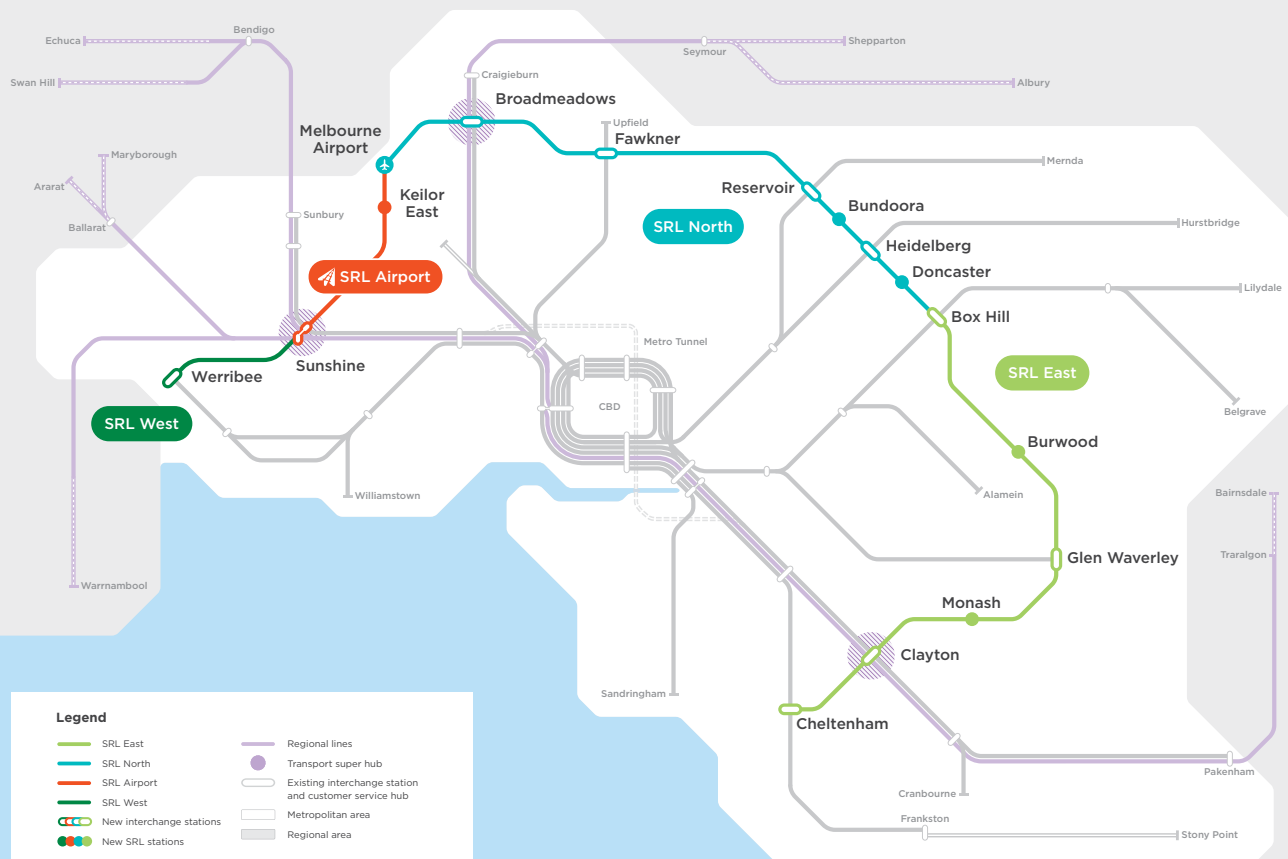 Bendigo
Echuca
Swan Hill
Seymour
Shepparton
Albury
Craigieburn
Broadmeadows
Upfield
Fawkner
Melbourne
Airport
Keilor
East
Maryborough
Ararat
Ballarat
Sunbury
Mernda
Reservoir
Bundoora
SRL North
Hurstbridge
Heidelberg
Doncaster
SRL Airport
Lilydale
Box Hill
Metro Tunnel
Sunshine
Werribee
SRL East
CBD
Belgrave
SRL West
Burwood
Williamstown
Alamein
Bairnsdale
Traralgon
Glen Waverley
Warrnambool
Monash
Clayton
Sandringham
Cheltenham
Pakenham
Cranbourne
Frankston
Stony Point
Legend
SRL East
SRL North
SRL Airport
SRL West
New interchange stations
New SRL stations
Regional lines
Transport super hub
Existing interchange station
and customer service hub
Metropolitan area
Regional area